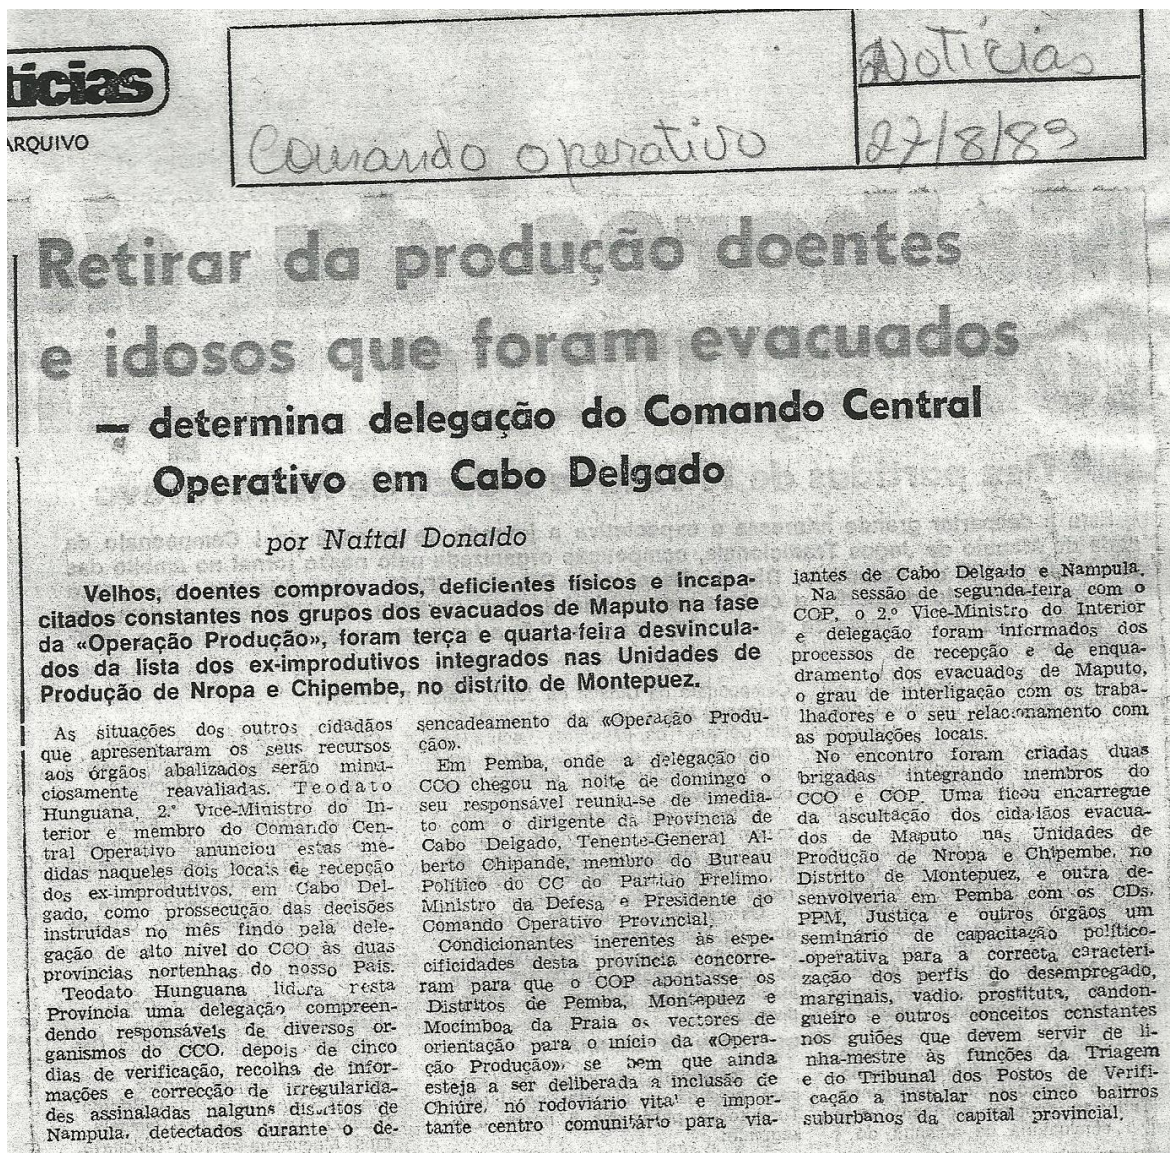 tícias
ARQUIVO
Comando operativo
Notícias
27/8/83
Retirar da produção doentes
e idosos que foram evacuados
— determina delegação do Comando Central
Operativo em Cabo Delgado
por Naftal Donaldo
Velhos, doentes comprovados, deficientes físicos e incapa-
citados constantes nos grupos dos evacuados de Maputo na fase
da «Operação Produção», foram terça e quarta-feira desvincula-
dos da lista dos ex-improdutivos integrados nas Unidades de
Produção de Nropa e Chipembe, no distrito de Montepuez.
As situações dos outros cidadãos
que apresentaram os seus recursos
aos órgãos abalizados serão minu-
ciosamente reavaliadas. Teodato
Hunguana, 2.º Vice-Ministro do In-
terior e membro do Comando Cen-
tral Operativo anunciou estas me-
didas naqueles dois locais de recepção
dos ex-improdutivos, em Cabo Del-
gado, como prossecução das decisões
instruídas no mês findo pela dele-
gação de alto nível do CCO às duas
províncias nortenhas do nosso País.
Teodato Hunguana lidera nesta
Província uma delegação compreen-
dendo responsáveis de diversos or-
ganismos do CCO, depois de cinco
dias de verificação, recolha de infor-
mações e correcção de irregularida-
des assinaladas nalguns distritos de
Nampula, detectados durante o de-
sencadeamento da «Operação Produ-
ção».
Em Pemba, onde a delegação do
CCO chegou na noite de domingo o
seu responsável reuniu-se de imedia-
to com o dirigente da Província de
Cabo Delgado, Tenente-General Al-
berto Chipande, membro do Bureau
Político do CC do Partido Frelimo,
Ministro da Defesa e Presidente do
Comando Operativo Provincial.
Condicionantes inerentes às espe-
cificidades desta província concorre-
ram para que o COP apontasse os
Distritos de Pemba, Montepuez e
Mocimboa da Praia os vectores de
orientação para o início da «Opera-
ção Produção», se bem que ainda
esteja a ser deliberada a inclusão de
Chiúre, nó rodoviário vital e impor-
tante centro comunitário para via-
jantes de Cabo Delgado e Nampula.
Na sessão de segunda-feira com o
COP, o 2.º Vice-Ministro do Interior
e delegação foram informados dos
processos de recepção e de enqua-
dramento dos evacuados de Maputo,
o grau de interligação com os traba-
lhadores e o seu relacionamento com
as populações locais.
No encontro foram criadas duas
brigadas integrando membros do
CCO e COP. Uma ficou encarregue
da ascultação dos cidadãos evacua-
dos de Maputo nas Unidades de
Produção de Nropa e Chipembe, no
Distrito de Montepuez, e outra de-
senvolveria em Pemba com os CDs,
PPM, Justiça e outros órgãos um
seminário de capacitação político-
-operativa para a correcta caracteri-
zação dos perfis do desempregado,
marginais, vadio, prostituta, candon-
gueiro e outros conceitos constantes
nos guiões que devem servir de li-
nha-mestre às funções da Triagem
e do Tribunal dos Postos de Verifi-
cação a instalar nos cinco bairros
suburbanos da capital provincial.